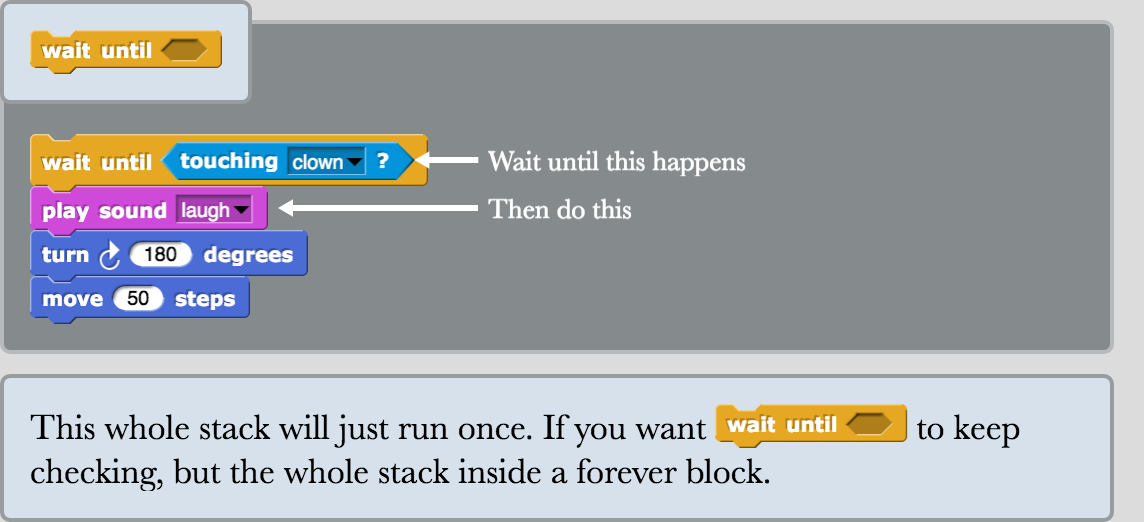 wait until
wait until touching clown ?
Wait until this happens
play sound laugh
Then do this
turn 180 degrees
move 50 steps
This whole stack will just run once. If you want wait until to keep
checking, but the whole stack inside a forever block.